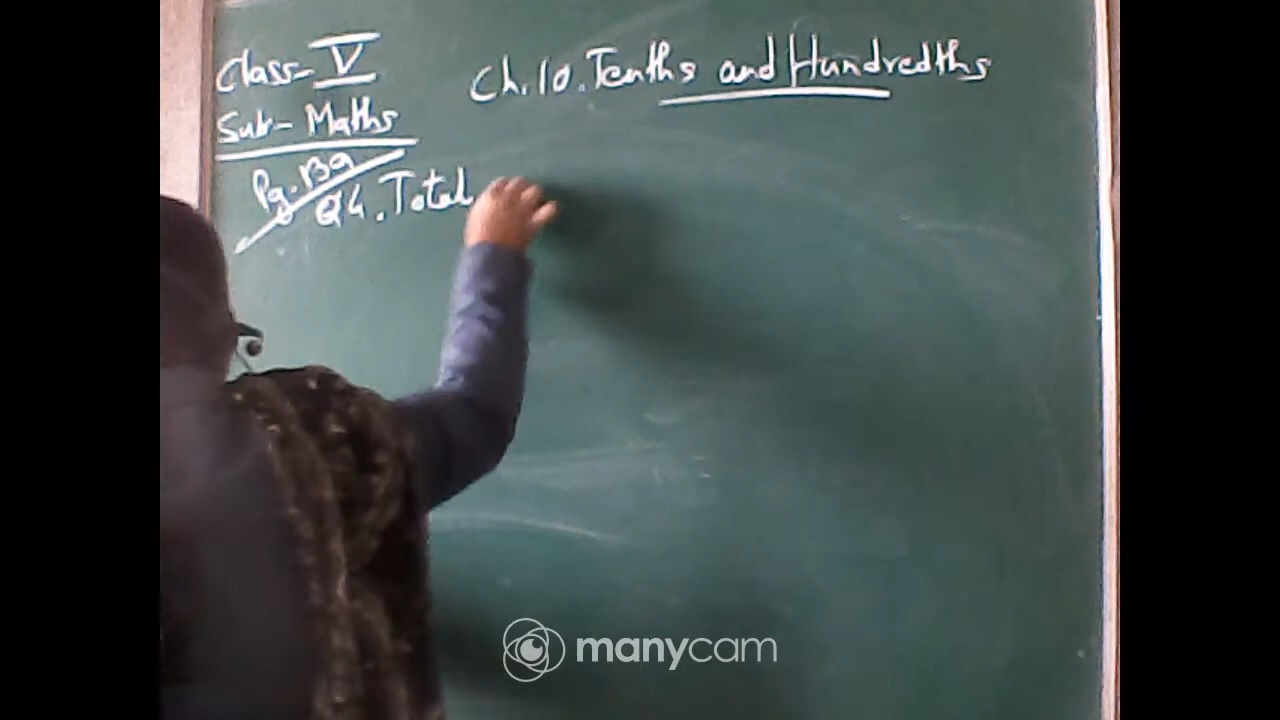 Class- V
Ch.10. Tenths and Hundredths
Sub- Maths
Pg. 139
Q4. Total
manycam